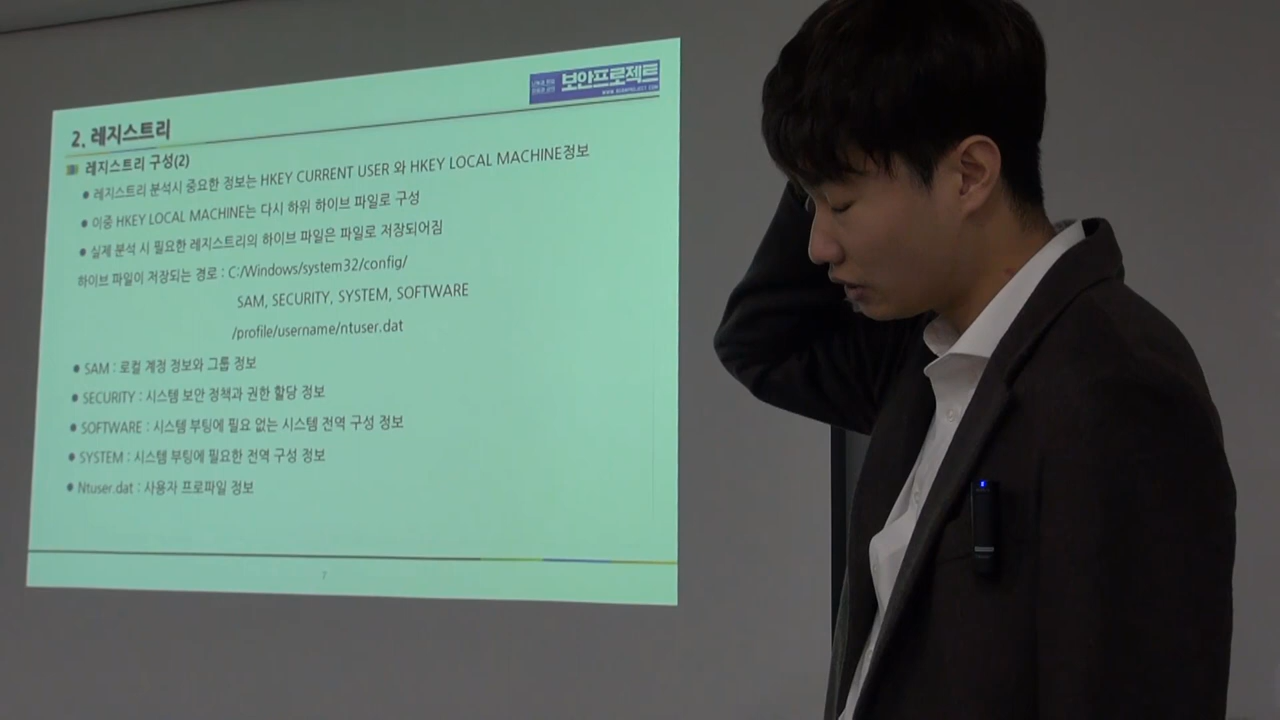 보안프로젝트
WWW.BOANPROJECT.COM
2. 레지스트리
레지스트리 구성(2)
● 레지스트리 분석시 중요한 정보는 HKEY CURRENT USER 와 HKEY LOCAL MACHINE정보
● 이중 HKEY LOCAL MACHINE는 다시 하위 하이브 파일로 구성
● 실제 분석 시 필요한 레지스트리의 하이브 파일은 파일로 저장되어짐
하이브 파일이 저장되는 경로 : C:/Windows/system32/config/
SAM, SECURITY, SYSTEM, SOFTWARE
/profile/username/ntuser.dat
● SAM : 로컬 계정 정보와 그룹 정보
● SECURITY : 시스템 보안 정책과 권한 할당 정보
● SOFTWARE : 시스템 부팅에 필요 없는 시스템 전역 구성 정보
● SYSTEM : 시스템 부팅에 필요한 전역 구성 정보
● Ntuser.dat : 사용자 프로파일 정보
7